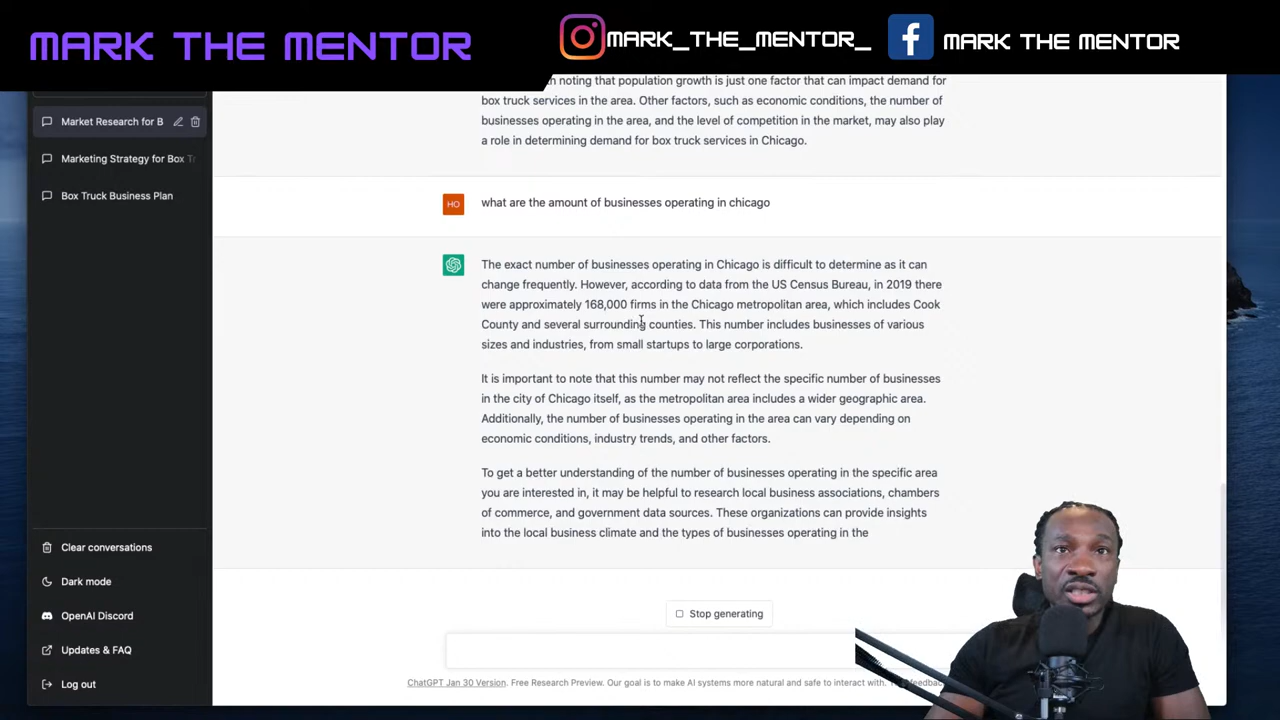 MARK THE MENTOR
MARK_THE_MENTOR_
MARK THE MENTOR
noting that population growth is just one factor that can impact demand for
box truck services in the area. Other factors, such as economic conditions, the number of
businesses operating in the area, and the level of competition in the market, may also play
a role in determining demand for box truck services in Chicago.
Market Research for B
Marketing Strategy for Box Tr
Box Truck Business Plan
HO
what are the amount of businesses operating in chicago
The exact number of businesses operating in Chicago is difficult to determine as it can
change frequently. However, according to data from the US Census Bureau, in 2019 there
were approximately 168,000 firms in the Chicago metropolitan area, which includes Cook
County and several surrounding counties. This number includes businesses of various
sizes and industries, from small startups to large corporations.
It is important to note that this number may not reflect the specific number of businesses
in the city of Chicago itself, as the metropolitan area includes a wider geographic area.
Additionally, the number of businesses operating in the area can vary depending on
economic conditions, industry trends, and other factors.
To get a better understanding of the number of businesses operating in the specific area
you are interested in, it may be helpful to research local business associations, chambers
of commerce, and government data sources. These organizations can provide insights
into the local business climate and the types of businesses operating in the
Clear conversations
Dark mode
OpenAI Discord
Updates & FAQ
Log out
Stop generating
ChatGPT Jan 30 Version. Free Research Preview. Our goal is to make AI systems more natural and safe to interact with.